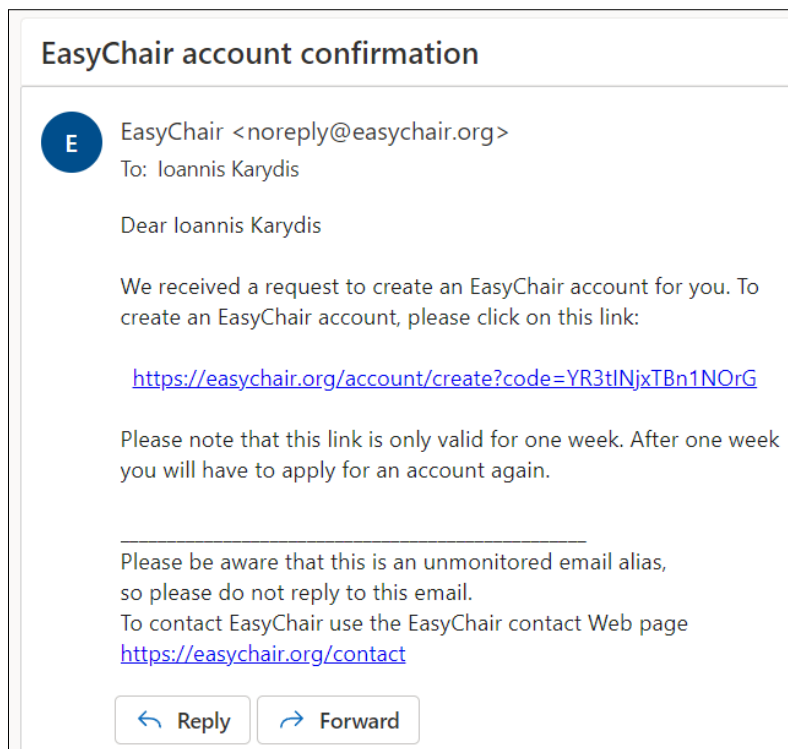 EasyChair account confirmation
E
EasyChair <noreply@easychair.org>
To: Ioannis Karydis
Dear Ioannis Karydis
We received a request to create an EasyChair account for you. To
create an EasyChair account, please click on this link:
https://easychair.org/account/create?code=YR3tINjxTBn1NOrG
Please note that this link is only valid for one week. After one week
you will have to apply for an account again.
Please be aware that this is an unmonitored email alias,
so please do not reply to this email.
To contact EasyChair use the EasyChair contact Web page
https://easychair.org/contact
Reply Forward